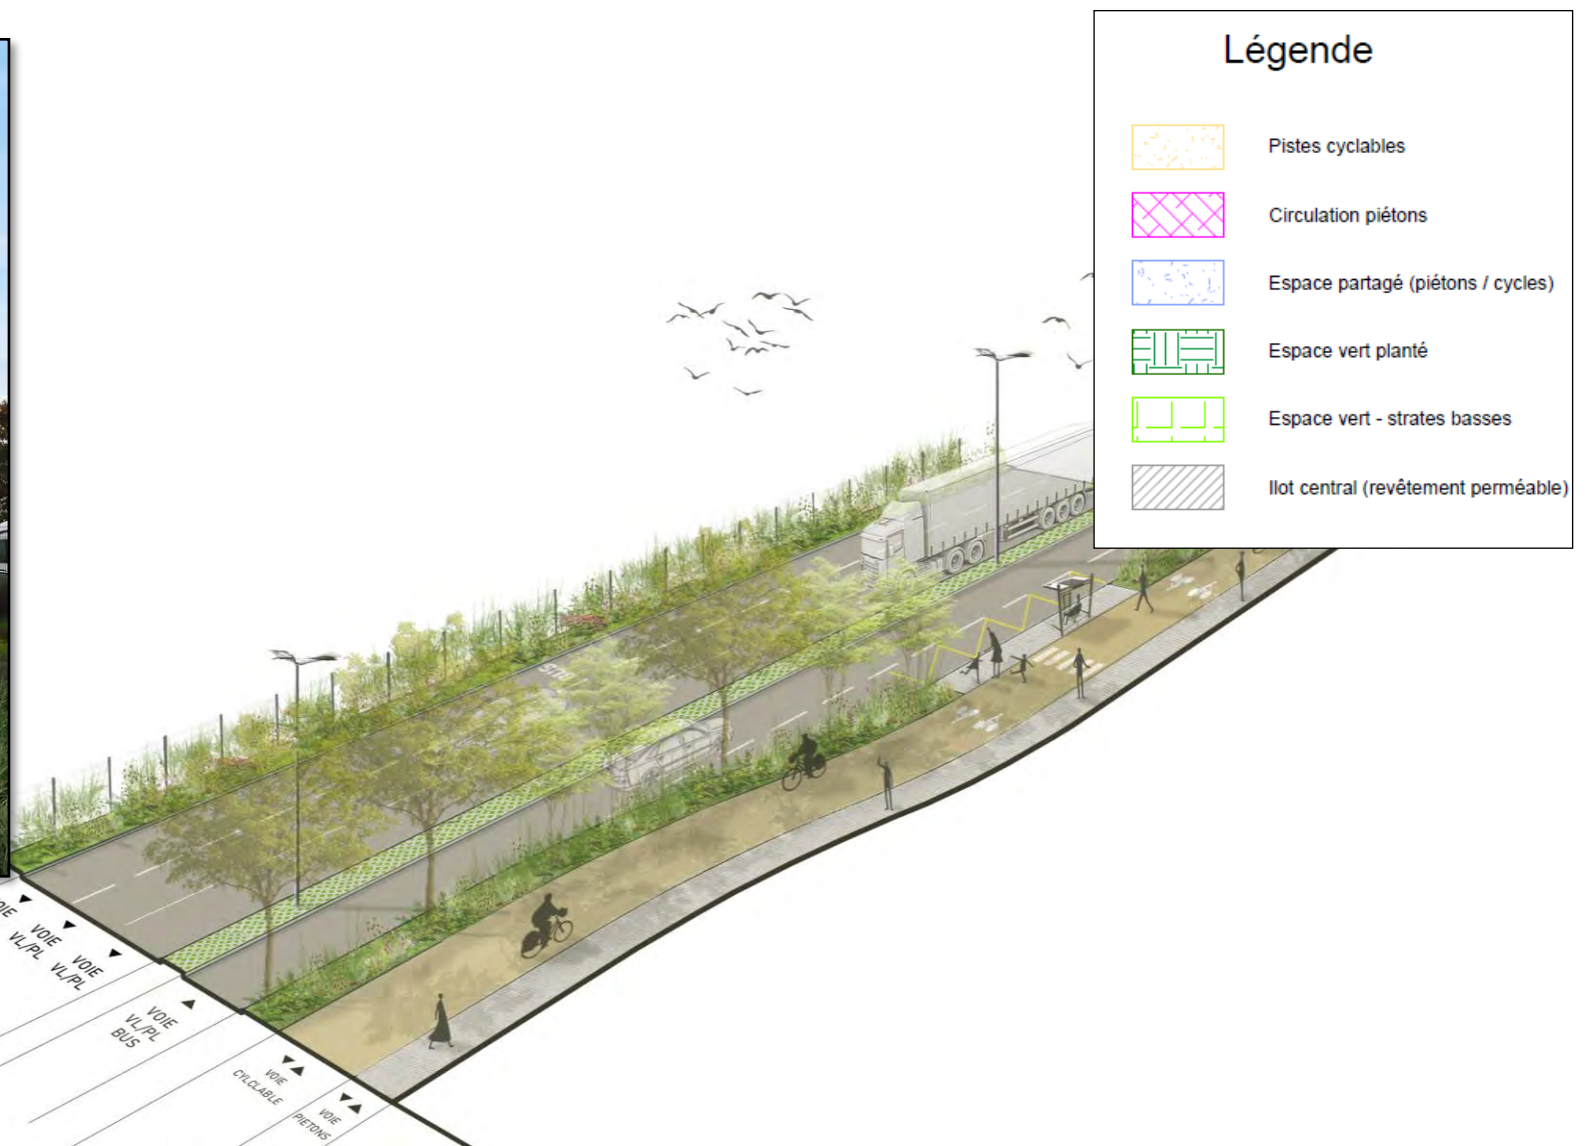 Légende
Pistes cyclables
Circulation piétons
Espace partagé (piétons / cycles)
Espace vert planté
Espace vert - strates basses
Ilot central (revêtement perméable)
VOIE
VL/PL
VOIE
VL/PL
VOIE
VL/PL
BUS
VOIE
CYLCLABLE
VOIE
PIETONS